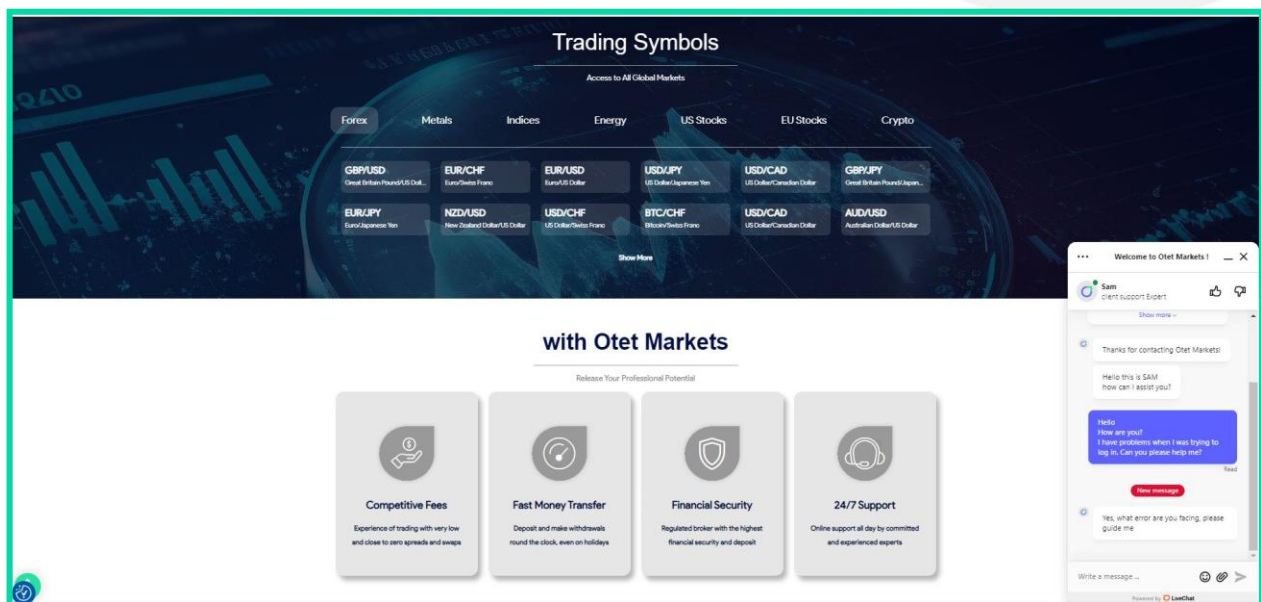 Trading Symbols
Access to All Global Markets
Forex Metals Indices Energy US Stocks EU Stocks Crypto
GBP/USD EUR/CHF EUR/USD USD/JPY USD/CAD GBP/JPY
Great Britain Pound/US Doll... Euro/Swiss Franc Euro/US Dollar US Dollar/Japanese Yen US Dollar/Canadian Dollar Great Britain Pound/Japan...
EUR/JPY NZD/USD USD/CHF BTC/CHF USD/CAD AUD/USD
Euro/Japanese Yen New Zealand Dollar/US Dollar US Dollar/Swiss Franc Bitcoin/Swiss Franc US Dollar/Canadian Dollar Australian Dollar/US Dollar
Show More
with Otet Markets
Release Your Professional Potential
Competitive Fees
Experience of trading with very low
and close to zero spreads and swaps
Fast Money Transfer
Deposit and make withdrawals
round the clock, even on holidays
Financial Security
Regulated broker with the highest
financial security and deposit
24/7 Support
Online support all day by committed
and experienced experts
Welcome to Otet Markets !
Sam
client support Expert
Show more
Thanks for contacting Otet Markets!
Hello this is SAM
how can I assist you?
Hello
How are you?
I have problems when I was trying to
log in. Can you please help me?
Read
New message
Yes, what error are you facing, please
guide me
Write a message...
Powered by LiveChat